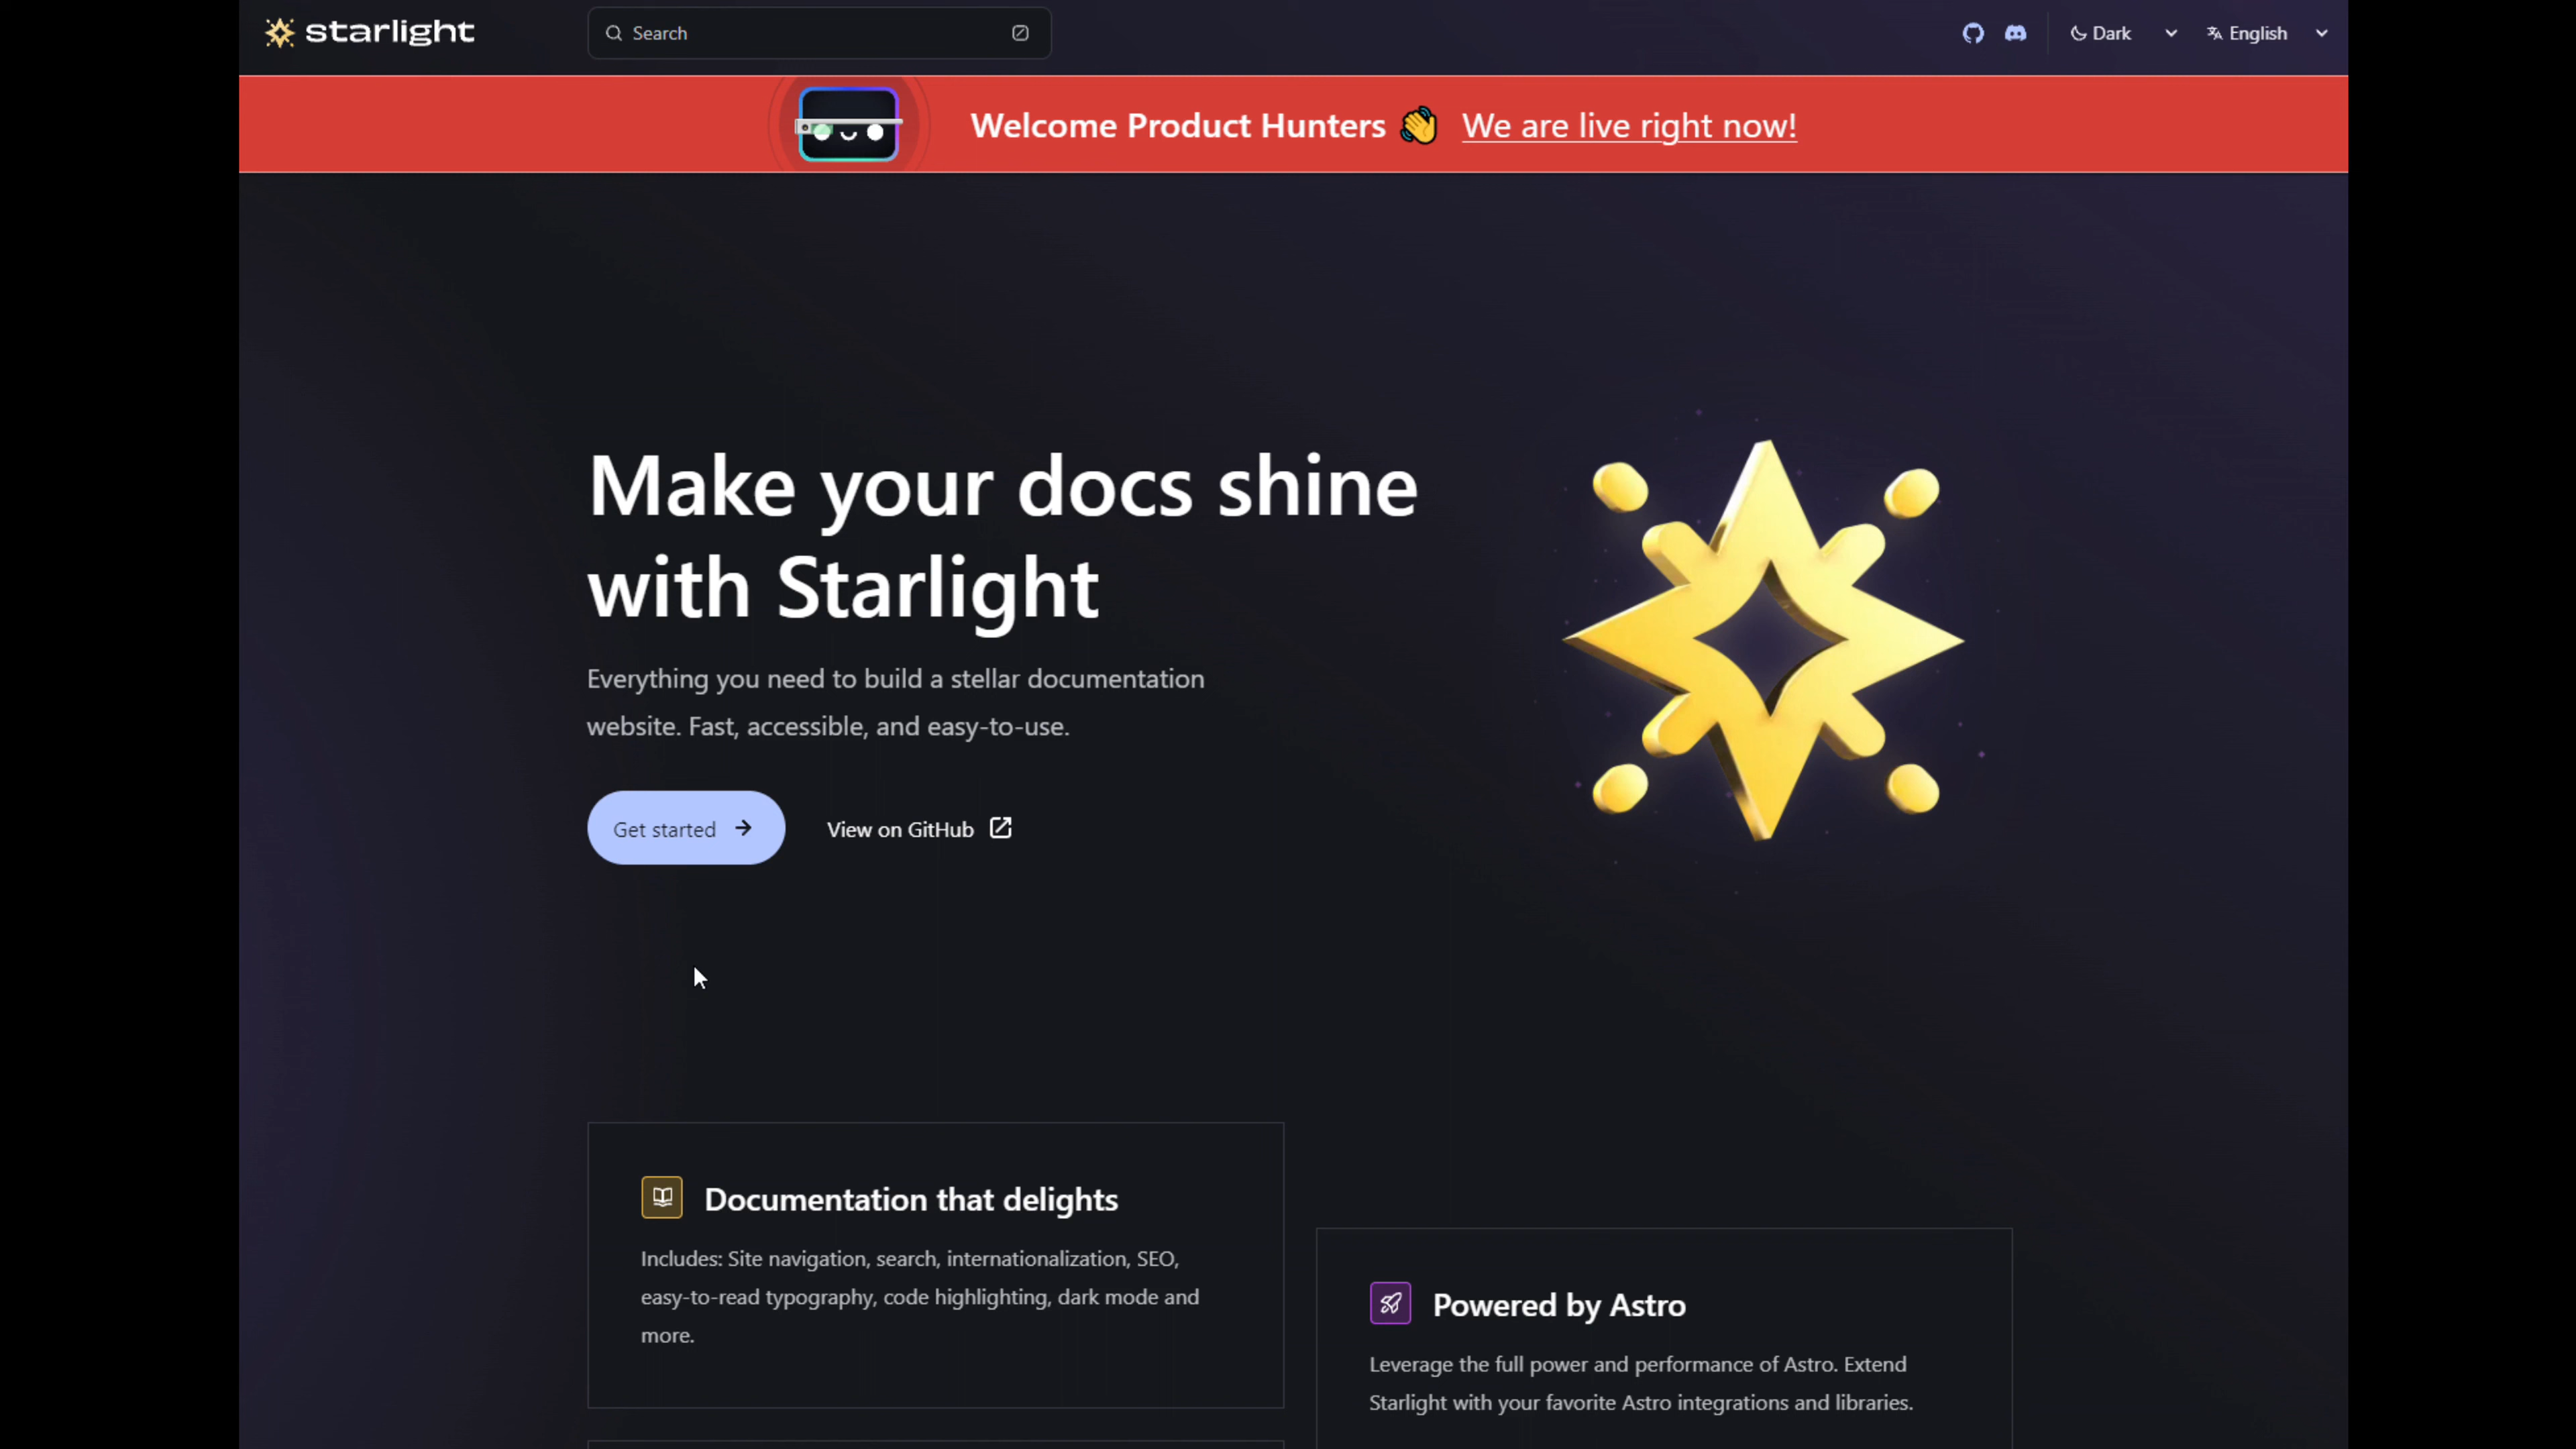 starlight
Search
Dark
English
Welcome Product Hunters 👋 We are live right now!
Make your docs shine
with Starlight
Everything you need to build a stellar documentation
website. Fast, accessible, and easy-to-use.
Get started
View on GitHub
Documentation that delights
Includes: Site navigation, search, internationalization, SEO,
easy-to-read typography, code highlighting, dark mode and
more.
Powered by Astro
Leverage the full power and performance of Astro. Extend
Starlight with your favorite Astro integrations and libraries.